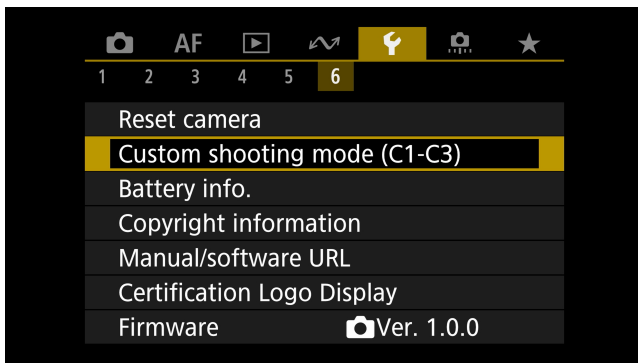 AF
1 2 3 4 5 6
Reset camera
Custom shooting mode (C1-C3)
Battery info.
Copyright information
Manual/software URL
Certification Logo Display
Firmware Ver. 1.0.0